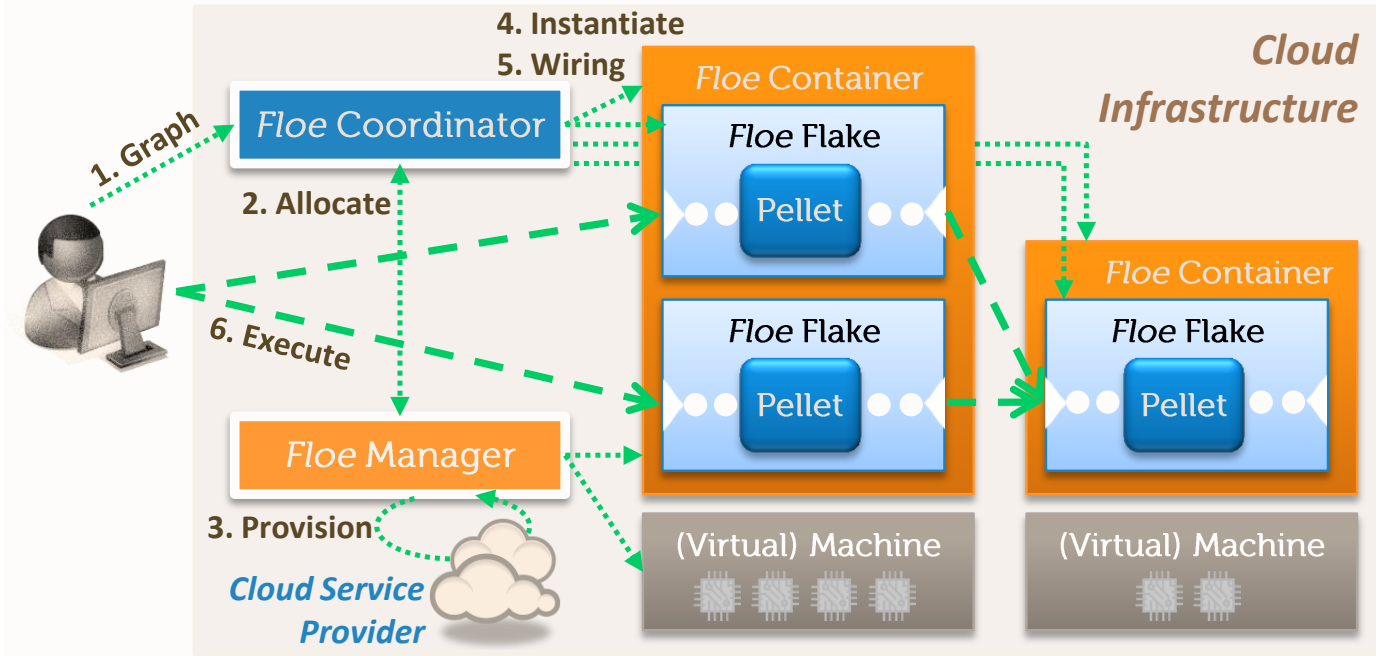 4. Instantiate
5. Wiring
Cloud
Infrastructure
Floe Container
Floe Coordinator
1. Graph
Floe Flake
Pellet
2. Allocate
Floe Container
6. Execute
Floe Flake
Pellet
Floe Flake
Pellet
Floe Manager
3. Provision
Cloud Service
Provider
(Virtual) Machine
(Virtual) Machine